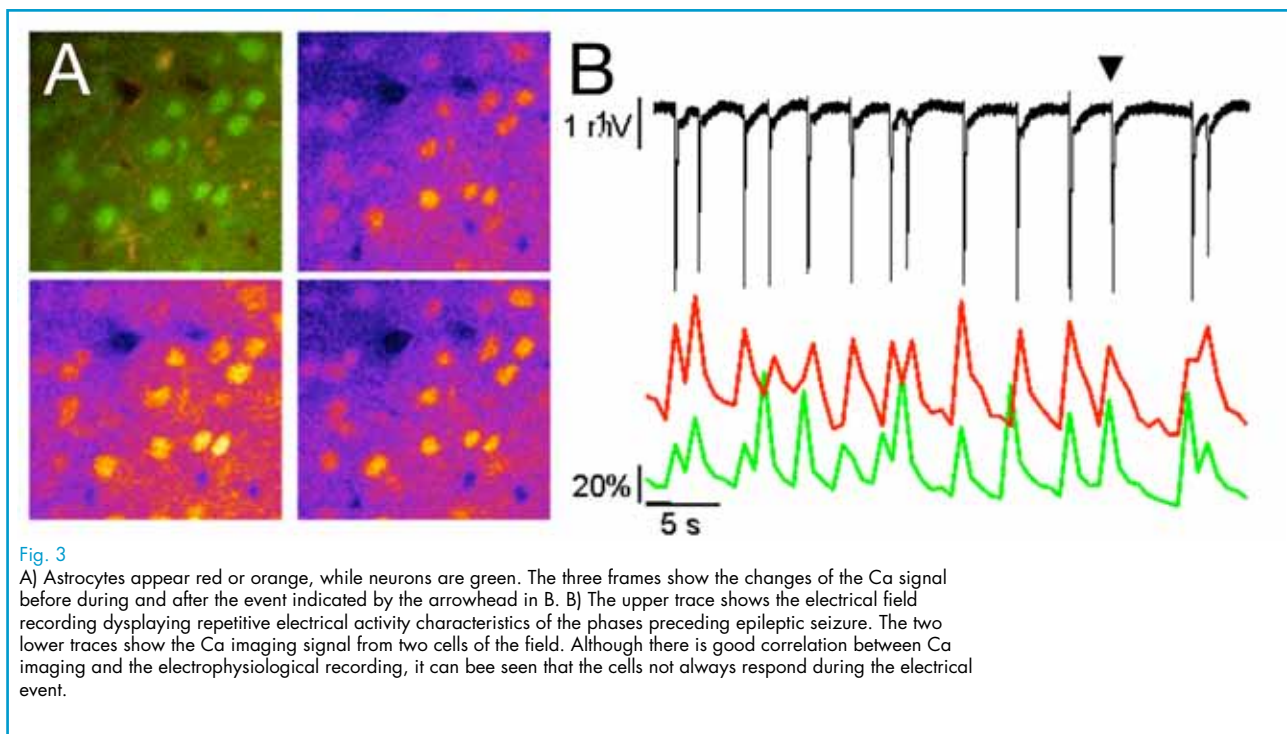 A
B
1 mV
20%
5 s
Fig. 3
A) Astrocytes appear red or orange, while neurons are green. The three frames show the changes of the Ca signal
before during and after the event indicated by the arrowhead in B. B) The upper trace shows the electrical field
recording dysplaying repetitive electrical activity characteristics of the phases preceding epileptic seizure. The two
lower traces show the Ca imaging signal from two cells of the field. Although there is good correlation between Ca
imaging and the electrophysiological recording, it can bee seen that the cells not always respond during the electrical
event.